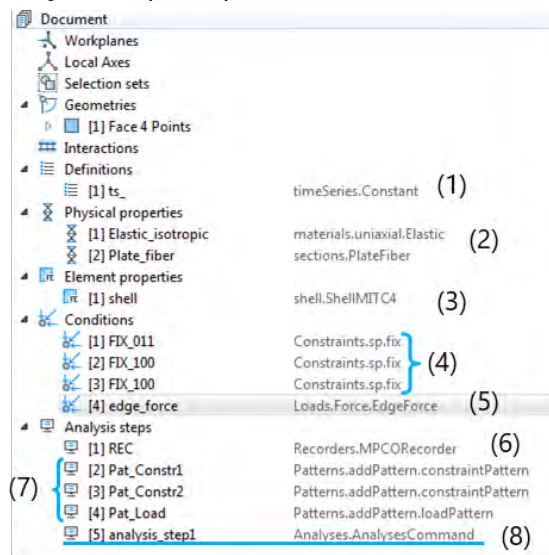 Document
Workplanes
Local Axes
Selection sets
Geometries
[1] Face 4 Points
Interactions
Definitions
[1] ts_ timeSeries.Constant (1)
Physical properties
[1] Elastic_isotropic materials.uniaxial.Elastic
[2] Plate_fiber sections.PlateFiber (2)
Element properties
[1] shell shell.ShellMITC4 (3)
Conditions
[1] FIX_011 Constraints.sp.fix
[2] FIX_100 Constraints.sp.fix (4)
[3] FIX_100 Constraints.sp.fix
[4] edge_force Loads.Force.EdgeForce (5)
Analysis steps
[1] REC Recorders.MPCORecorder (6)
[2] Pat_Constr1 Patterns.addPattern.constraintPattern
(7) [3] Pat_Constr2 Patterns.addPattern.constraintPattern
[4] Pat_Load Patterns.addPattern.loadPattern
[5] analysis_step1 Analyses.AnalysesCommand (8)